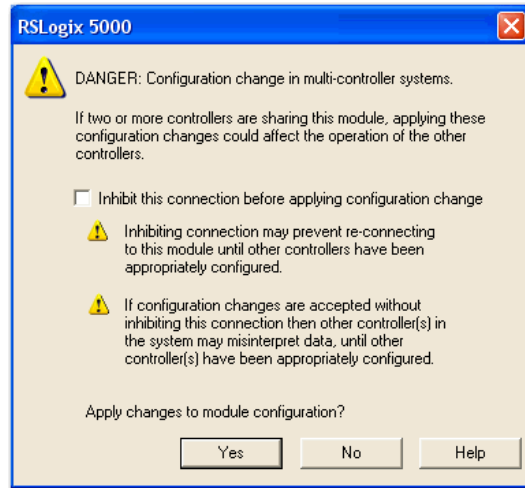 RSLogix 5000
DANGER: Configuration change in multi-controller systems.
If two or more controllers are sharing this module, applying these
configuration changes could affect the operation of the other
controllers.
Inhibit this connection before applying configuration change
Inhibiting connection may prevent re-connecting
to this module until other controllers have been
appropriately configured.
If configuration changes are accepted without
inhibiting this connection then other controller(s) in
the system may misinterpret data, until other
controller(s) have been appropriately configured.
Apply changes to module configuration?
Yes
No
Help